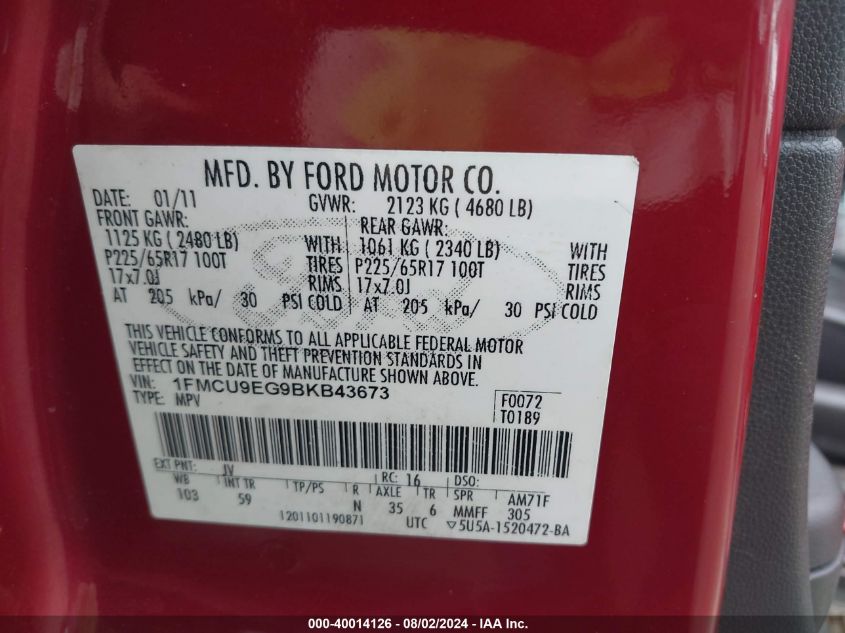 MFD. BY FORD MOTOR CO.
DATE: 01/11 GVWR: 2123 KG ( 4680 LB)
FRONT GAWR: REAR GAWR:
1125 KG ( 2480 LB) WITH 1061 KG ( 2340 LB) WITH
P225/65R17 100T TIRES P225/65R17 100T TIRES
17x7.0J RIMS 17x7.0J RIMS
AT 205 kPa/ 30 PSI COLD AT 205 kPa/ 30 PSI COLD
THIS VEHICLE CONFORMS TO ALL APPLICABLE FEDERAL MOTOR
VEHICLE SAFETY AND THEFT PREVENTION STANDARDS IN
EFFECT ON THE DATE OF MANUFACTURE SHOWN ABOVE.
VIN: 1FMCU9EG9BKB43673
TYPE: MPV
F0072
T0189
EXT PNT: JV RC: 16 DSO:
WB INT TR TP/PS R AXLE TR SPR AM71F
103 59 N 35 6 MMFF 305
1201101190871 UTC ▽5U5A-1520472-BA
000-40014126 - 08/02/2024 - IAAI.com Inc.